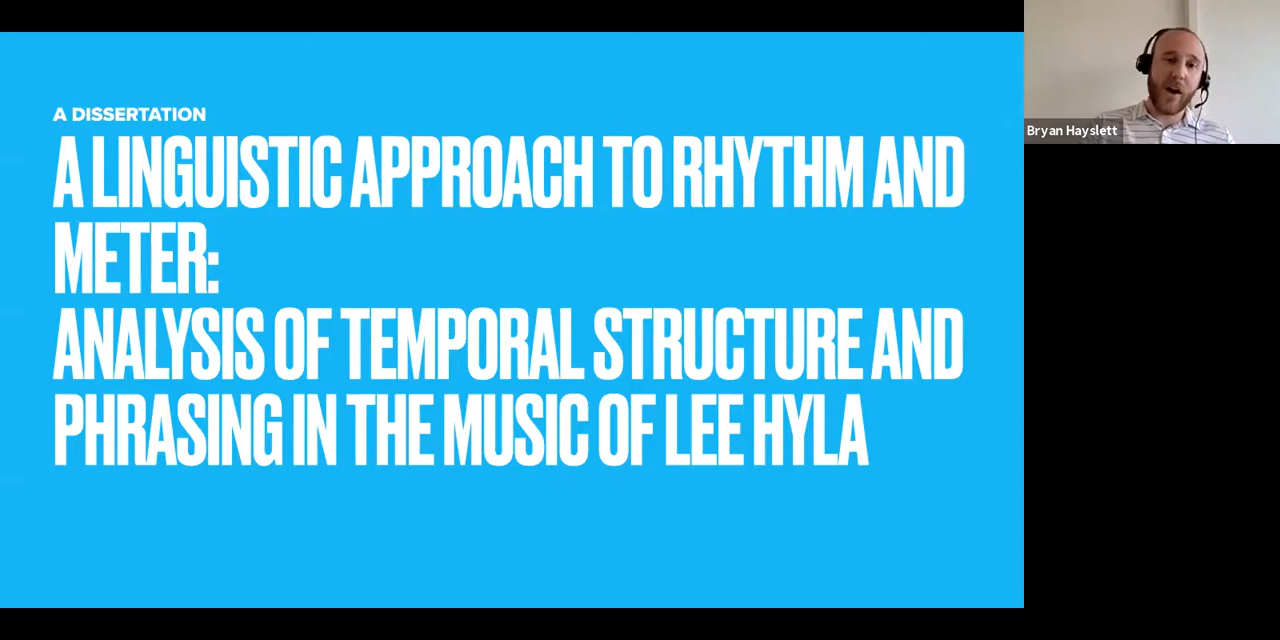 A DISSERTATION
A LINGUISTIC APPROACH TO RHYTHM AND
METER:
ANALYSIS OF TEMPORAL STRUCTURE AND
PHRASING IN THE MUSIC OF LEE HYLA
Bryan Hayslett